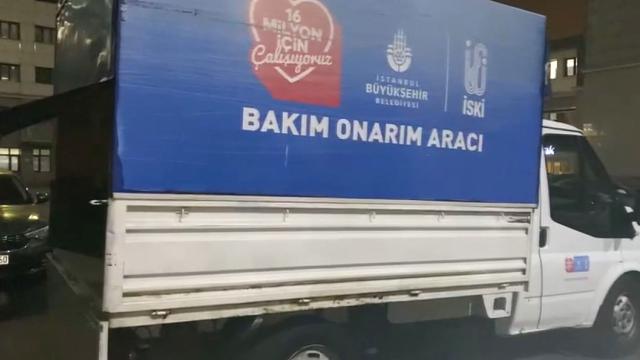 16
MİLYON
İÇİN
Çalışıyoruz
İSTANBUL
BÜYÜKŞEHİR
BELEDİYESİ
İSKİ
BAKIM ONARIM ARACI